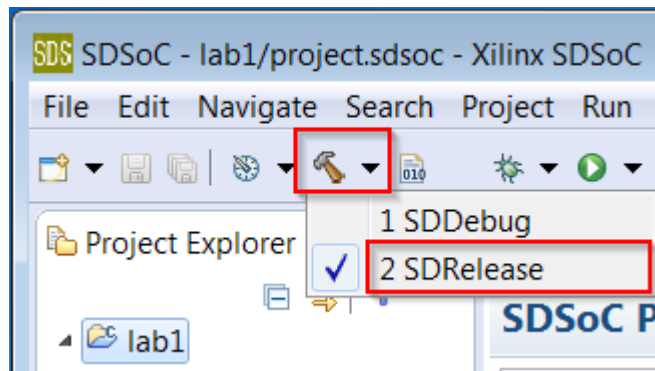 SDS SDSoC - lab1/project.sdsoc - Xilinx SDSoC
File Edit Navigate Search Project Run
010
1 SDDebug
Project Explorer
2 SDRelease
SDSoC P
lab1